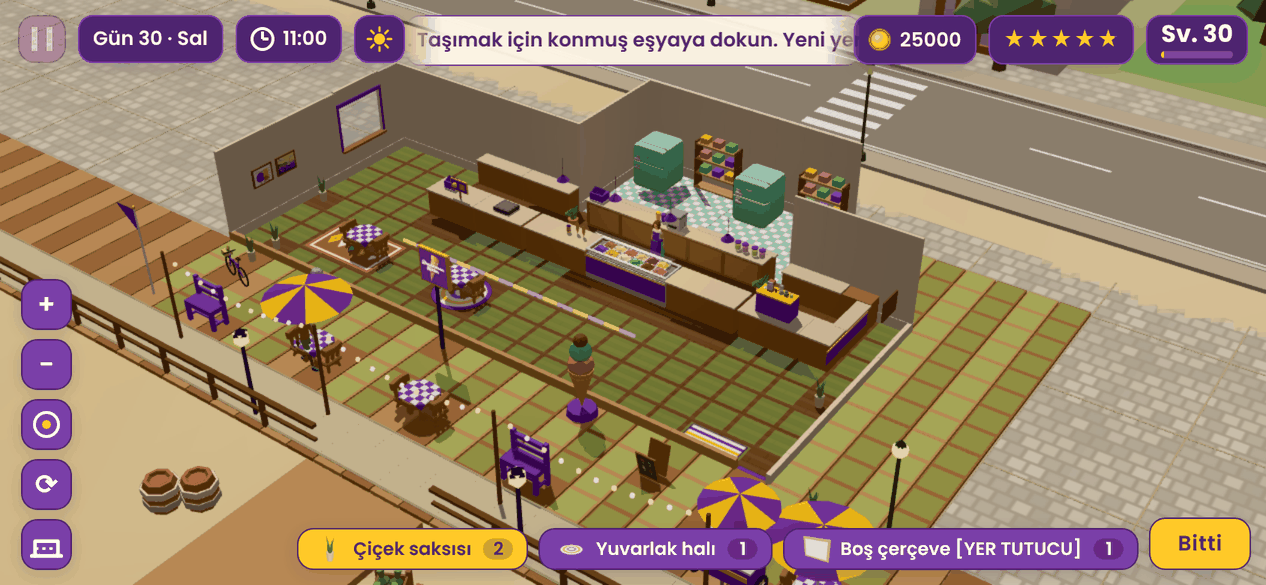 Gün 30 · Sal
11:00
Taşımak için konmuş eşyaya dokun. Yeni ye
25000
Sv. 30
Çiçek saksısı 2
Yuvarlak halı 1
Boş çerçeve [YER TUTUCU] 1
Bitti